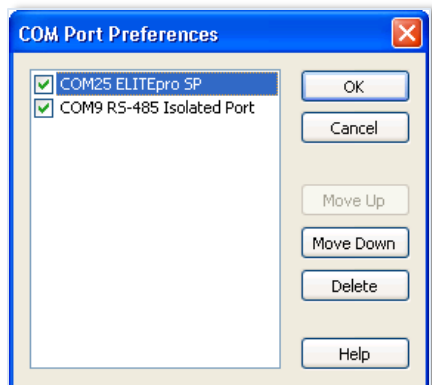 COM Port Preferences
COM25 ELITEpro SP
COM9 RS-485 Isolated Port
OK
Cancel
Move Up
Move Down
Delete
Help